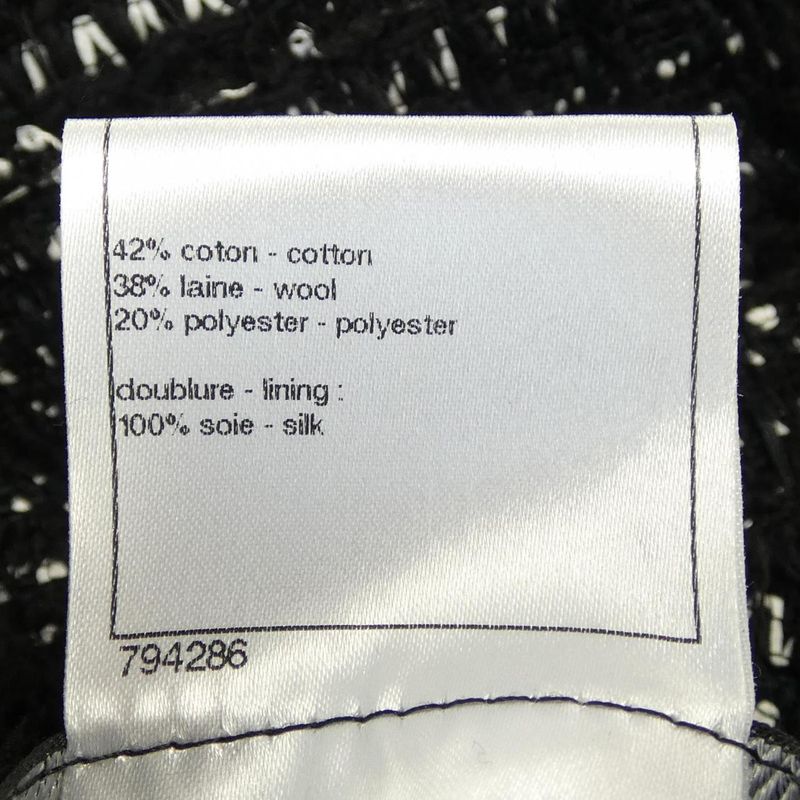 42% coton - cotton
38% laine - wool
20% polyester - polyester
doublure - lining :
100% soie - silk
794286